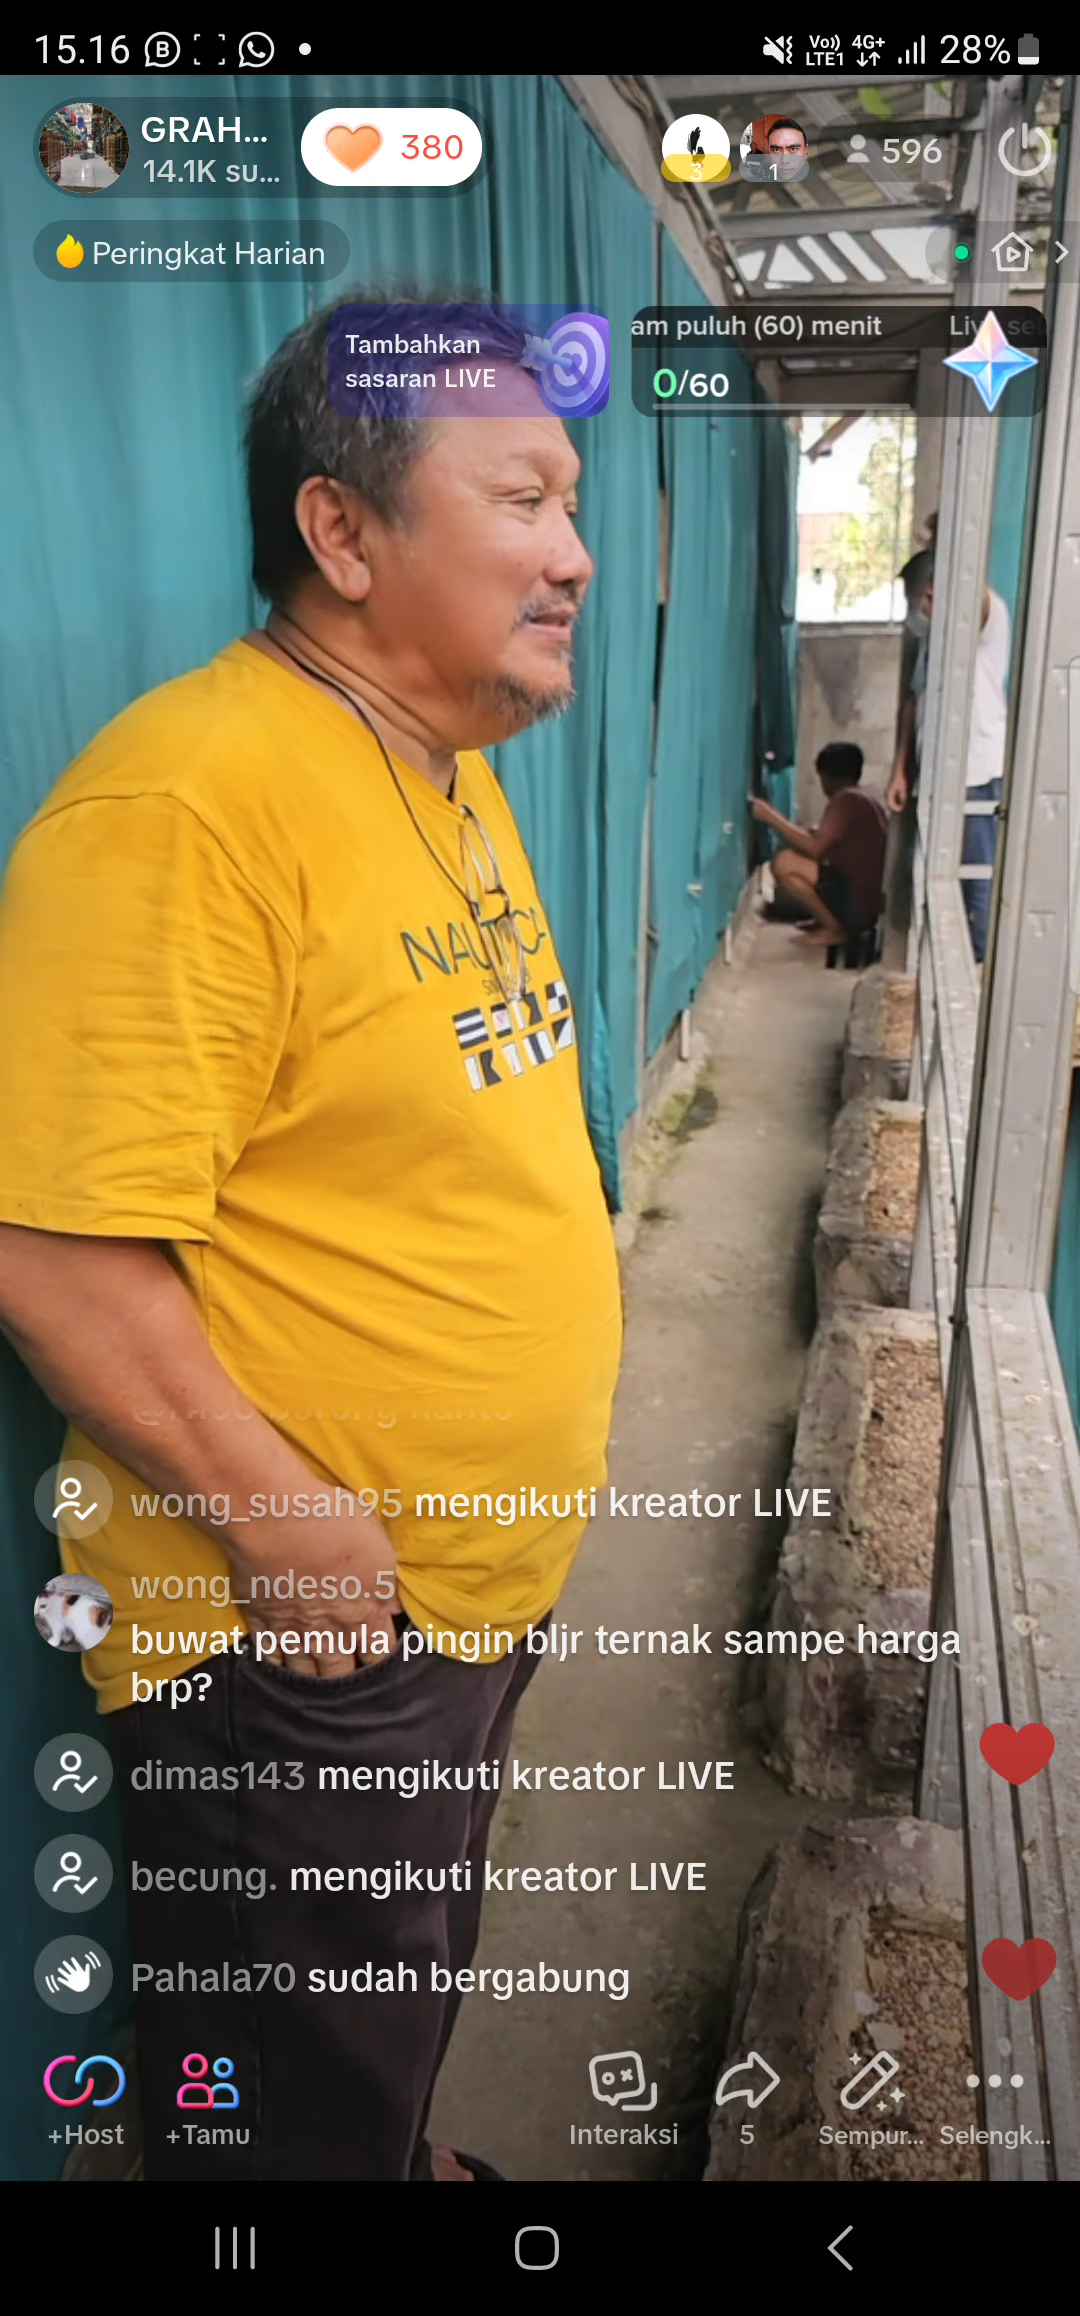 15.16
Vo))
LTE1
4G+
28%
GRAH...
14.1K su...
380
3
1
596
Peringkat Harian
Tambahkan
sasaran LIVE
am puluh (60) menit
0/60
NAUTICA
wong_susah95 mengikuti kreator LIVE
wong_ndeso.5
buwat pemula pingin bljr ternak sampe harga
brp?
dimas143 mengikuti kreator LIVE
becung. mengikuti kreator LIVE
Pahala70 sudah bergabung
+Host
+Tamu
Interaksi
5
Sempur...
Selengk...